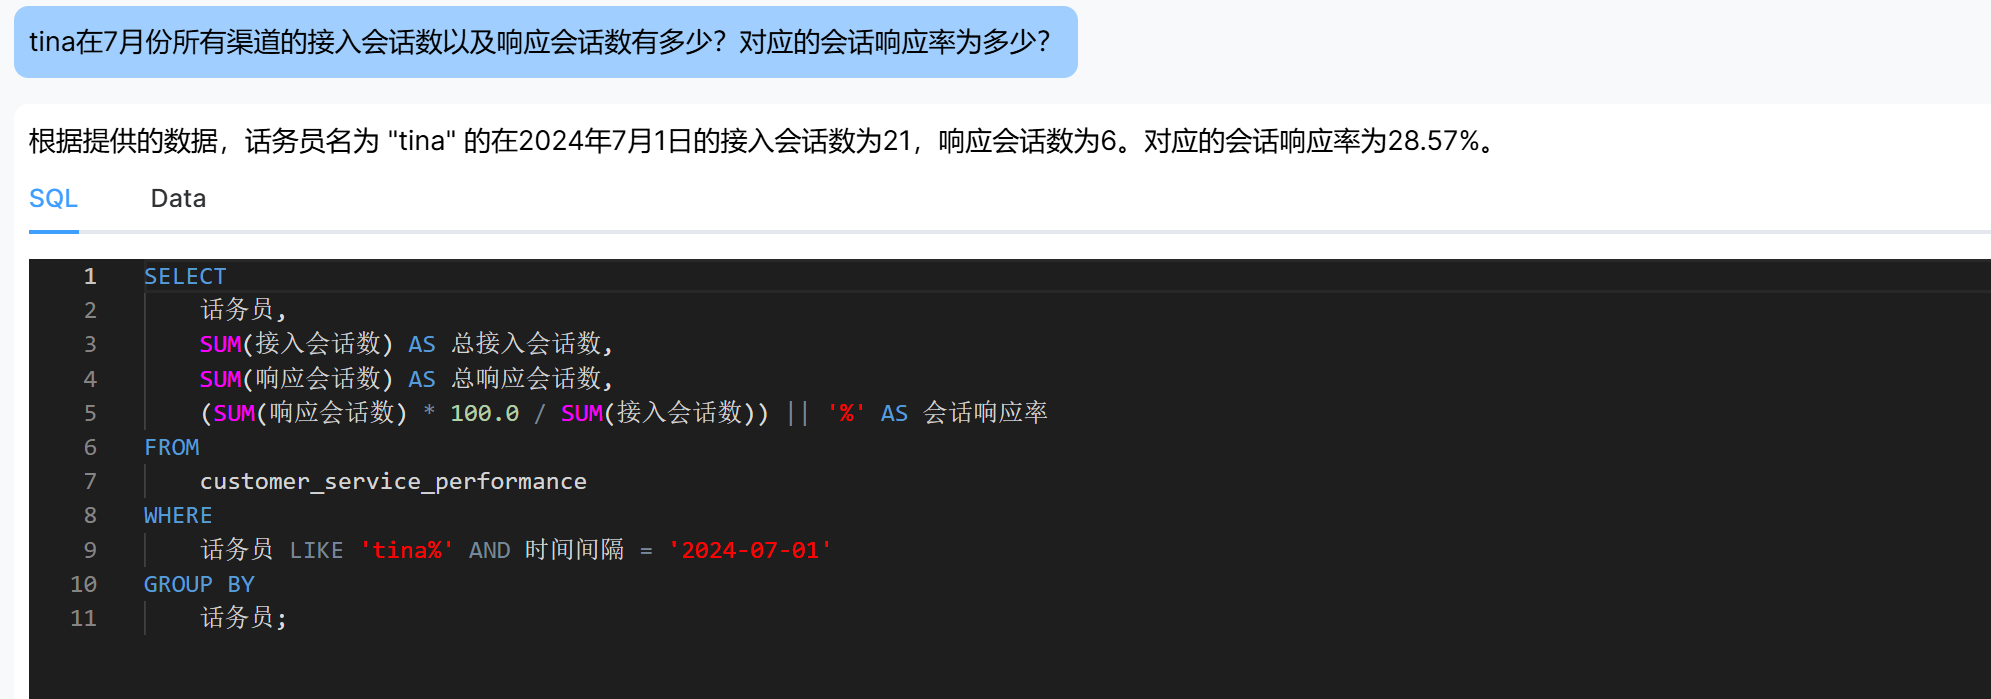 tina在7月份所有渠道的接入会话数以及响应会话数有多少？对应的会话响应率为多少？
根据提供的数据，话务员名为 "tina" 的在2024年7月1日的接入会话数为21，响应会话数为6。对应的会话响应率为28.57%。
SQL Data
1 SELECT
2 话务员,
3 SUM(接入会话数) AS 总接入会话数,
4 SUM(响应会话数) AS 总响应会话数,
5 (SUM(响应会话数) * 100.0 / SUM(接入会话数)) || '%' AS 会话响应率
6 FROM
7 customer_service_performance
8 WHERE
9 话务员 LIKE 'tina%' AND 时间间隔 = '2024-07-01'
10 GROUP BY
11 话务员;